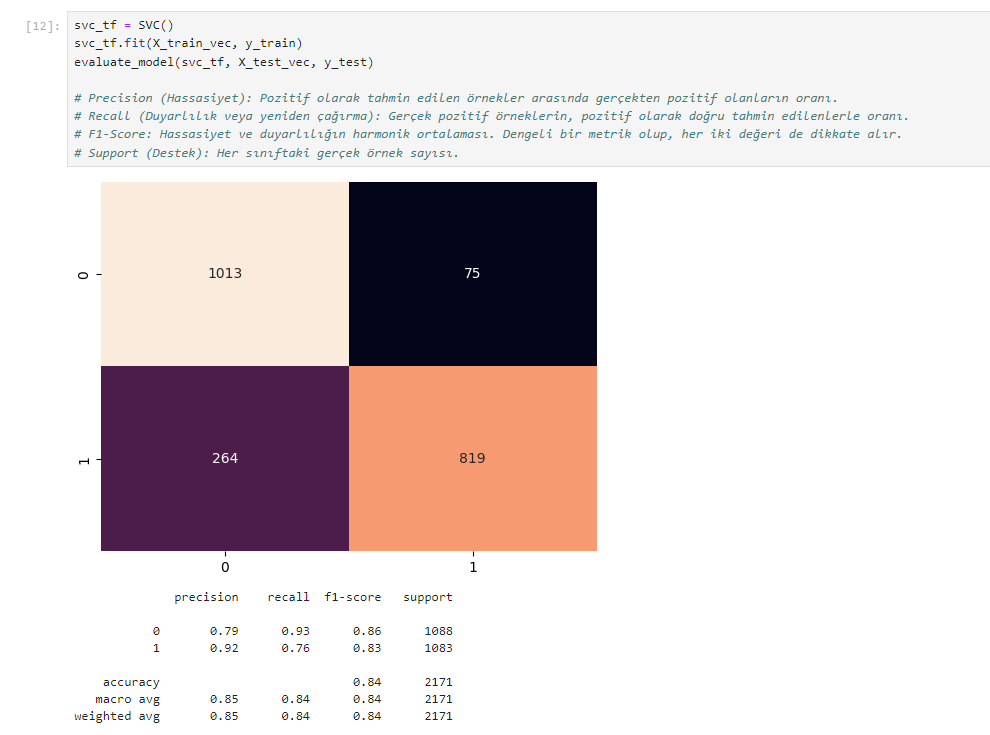 [12]: svc_tf = SVC()
svc_tf.fit(X_train_vec, y_train)
evaluate_model(svc_tf, X_test_vec, y_test)
# Precision (Hassasiyet): Pozitif olarak tahmin edilen örnekler arasında gerçekten pozitif olanların oranı.
# Recall (Duyarlılık veya yeniden çağırma): Gerçek pozitif örneklerin, pozitif olarak doğru tahmin edilenlerle oranı.
# F1-Score: Hassasiyet ve duyarlılığın harmonik ortalaması. Dengeli bir metrik olup, her iki değeri de dikkate alır.
# Support (Destek): Her sınıftaki gerçek örnek sayısı.
0 1013 75
1 264 819
0 1
precision recall f1-score support
0 0.79 0.93 0.86 1088
1 0.92 0.76 0.83 1083
accuracy 0.84 2171
macro avg 0.85 0.84 0.84 2171
weighted avg 0.85 0.84 0.84 2171